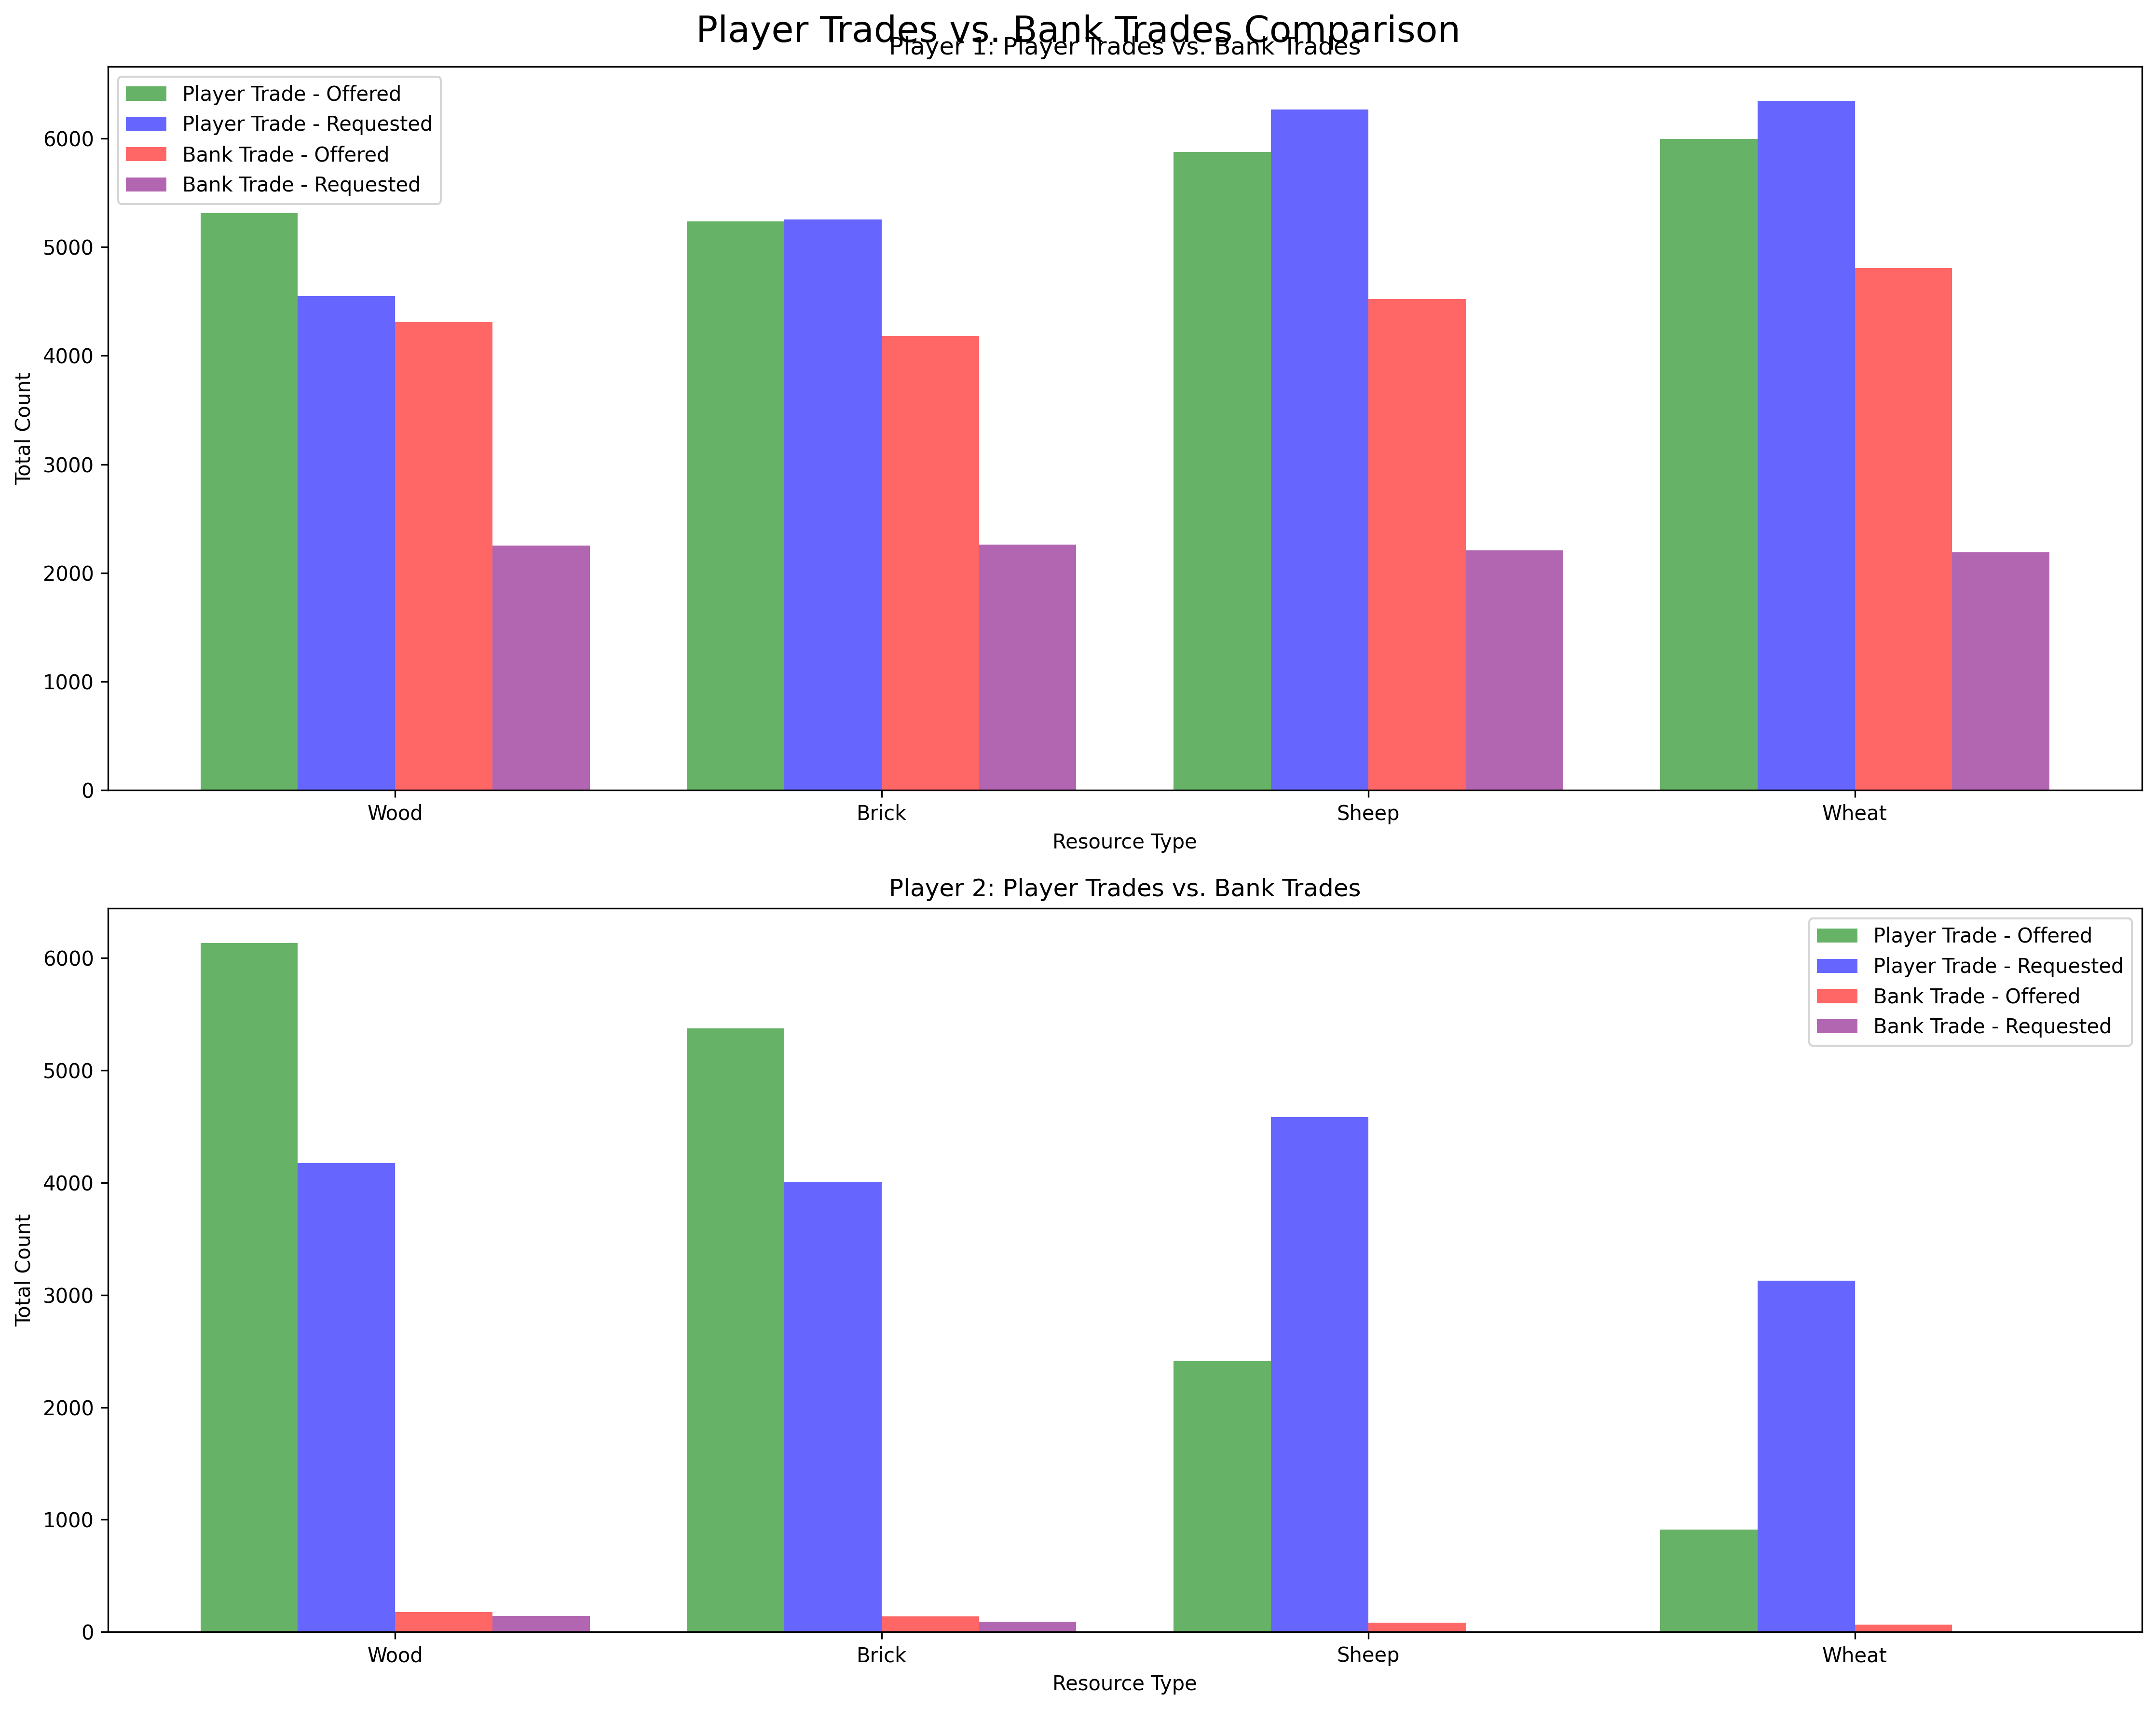 Player Trades vs. Bank Trades Comparison
Player 1: Player Trades vs. Bank Trades
Player Trade - Offered
Player Trade - Requested
Bank Trade - Offered
Bank Trade - Requested
Total Count
6000
5000
4000
3000
2000
1000
0
Wood
Brick
Sheep
Wheat
Resource Type
Player 2: Player Trades vs. Bank Trades
Player Trade - Offered
Player Trade - Requested
Bank Trade - Offered
Bank Trade - Requested
Total Count
6000
5000
4000
3000
2000
1000
0
Wood
Brick
Sheep
Wheat
Resource Type